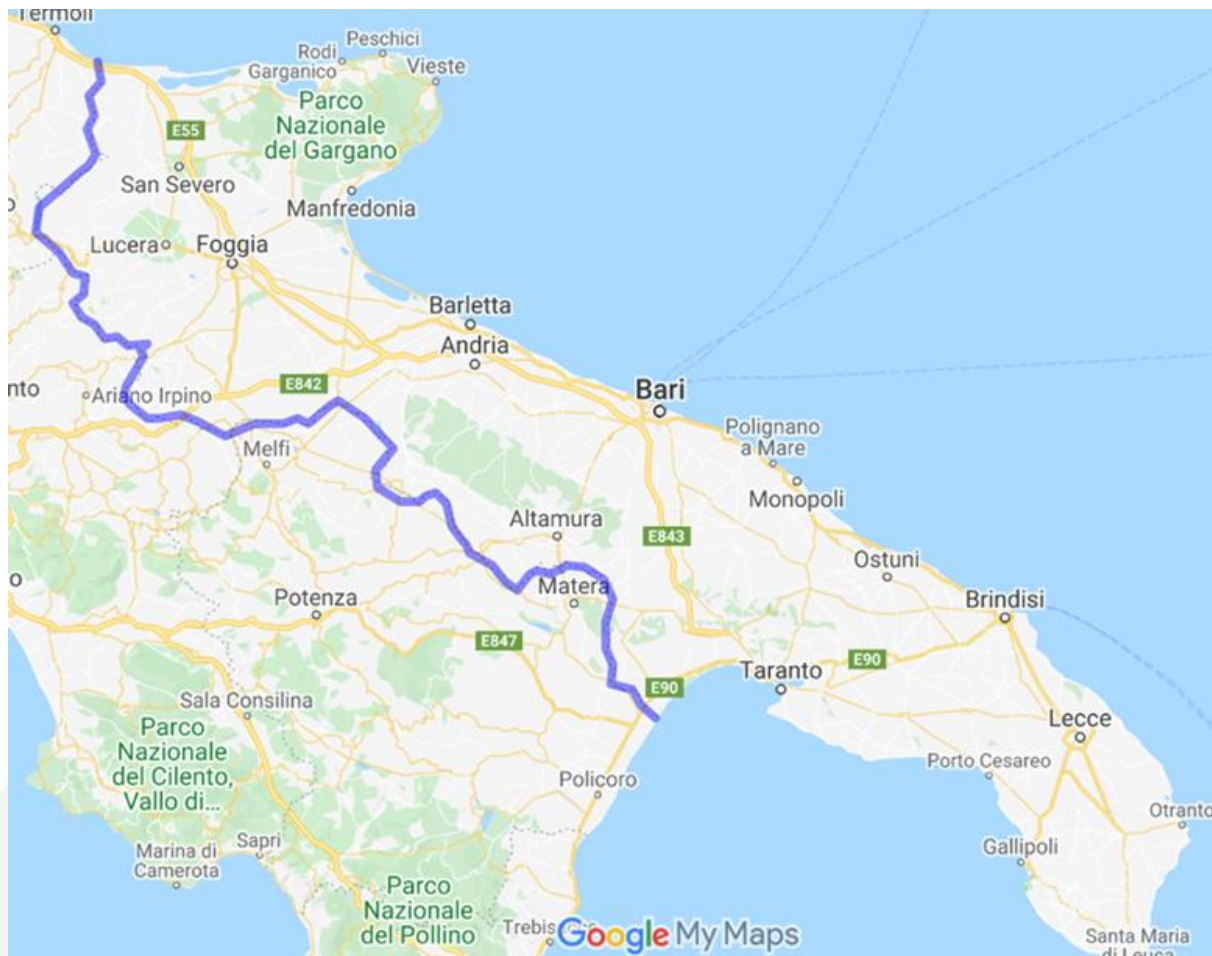 Termoli
Rodi
Garganico
Peschici
Vieste
Parco
Nazionale
del Gargano
E55
San Severo
Manfredonia
Lucera
Foggia
Barletta
Andria
E842
nto
Ariano Irpino
Bari
Melfi
Polignano
a Mare
Monopoli
Altamura
E843
Ostuni
o
Matera
Potenza
Brindisi
E847
Taranto
E90
E90
Sala Consilina
Parco
Nazionale
del Cilento,
Vallo di...
Lecce
Porto Cesareo
Policoro
Otranto
Sapri
Marina di
Camerota
Gallipoli
Parco
Nazionale
del Pollino
Trebis
Google My Maps
Santa Maria
di Leuca